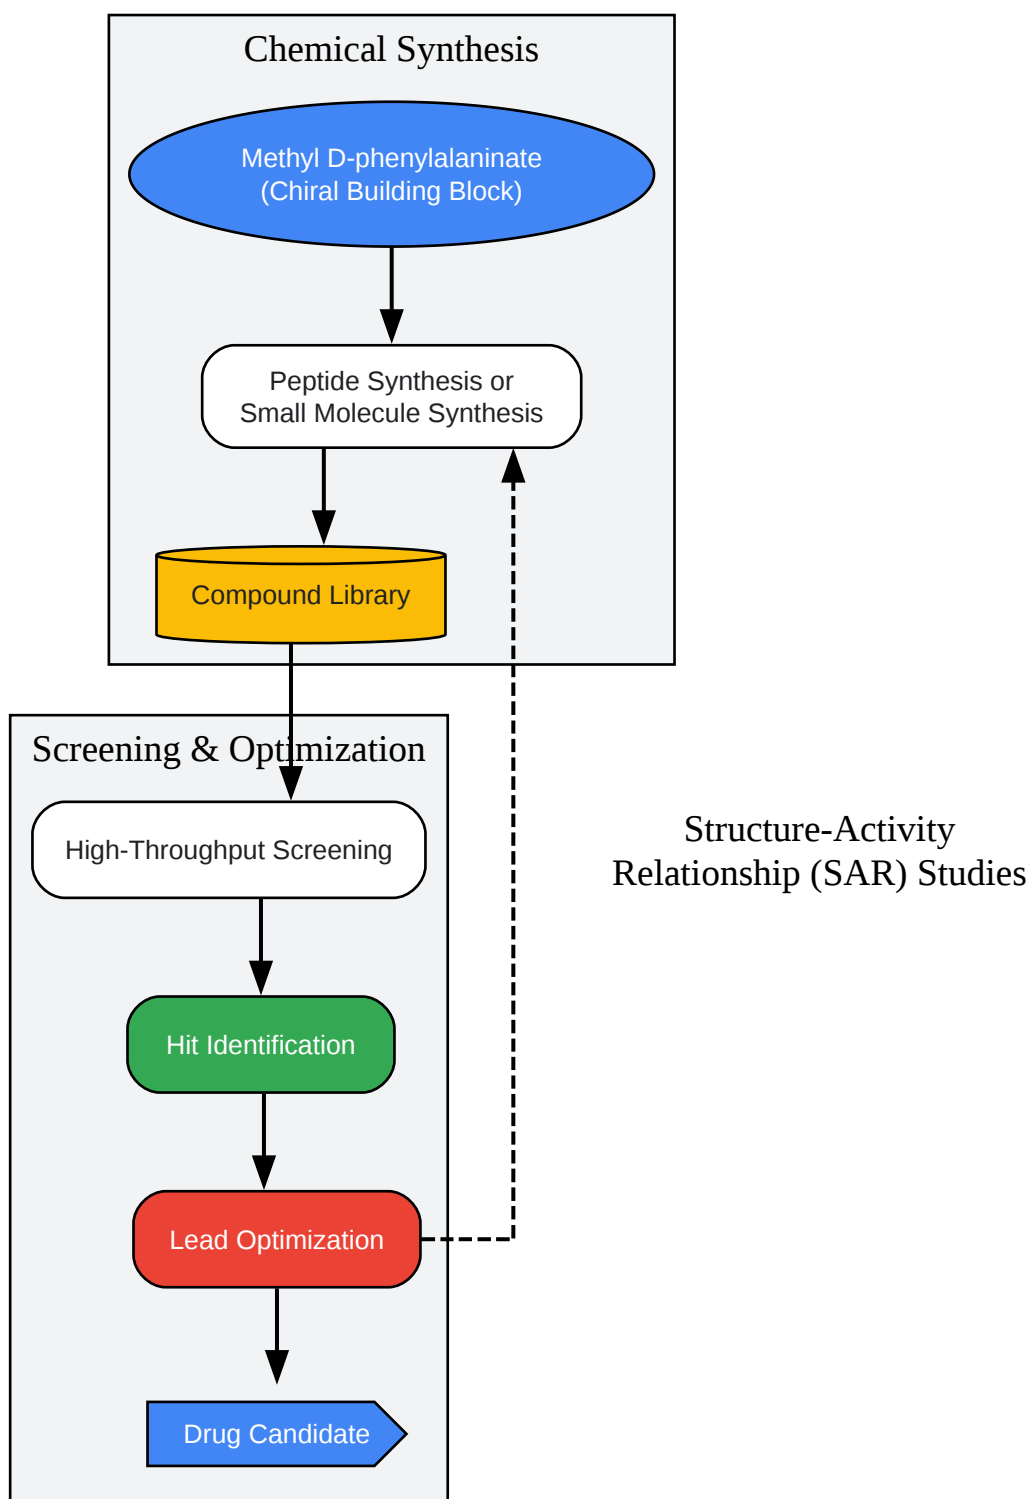 Chemical Synthesis
Methyl D-phenylalaninate
(Chiral Building Block)
Peptide Synthesis or
Small Molecule Synthesis
Compound Library
Screening & Optimization
High-Throughput Screening
Structure-Activity
Relationship (SAR) Studies
Hit Identification
Lead Optimization
Drug Candidate